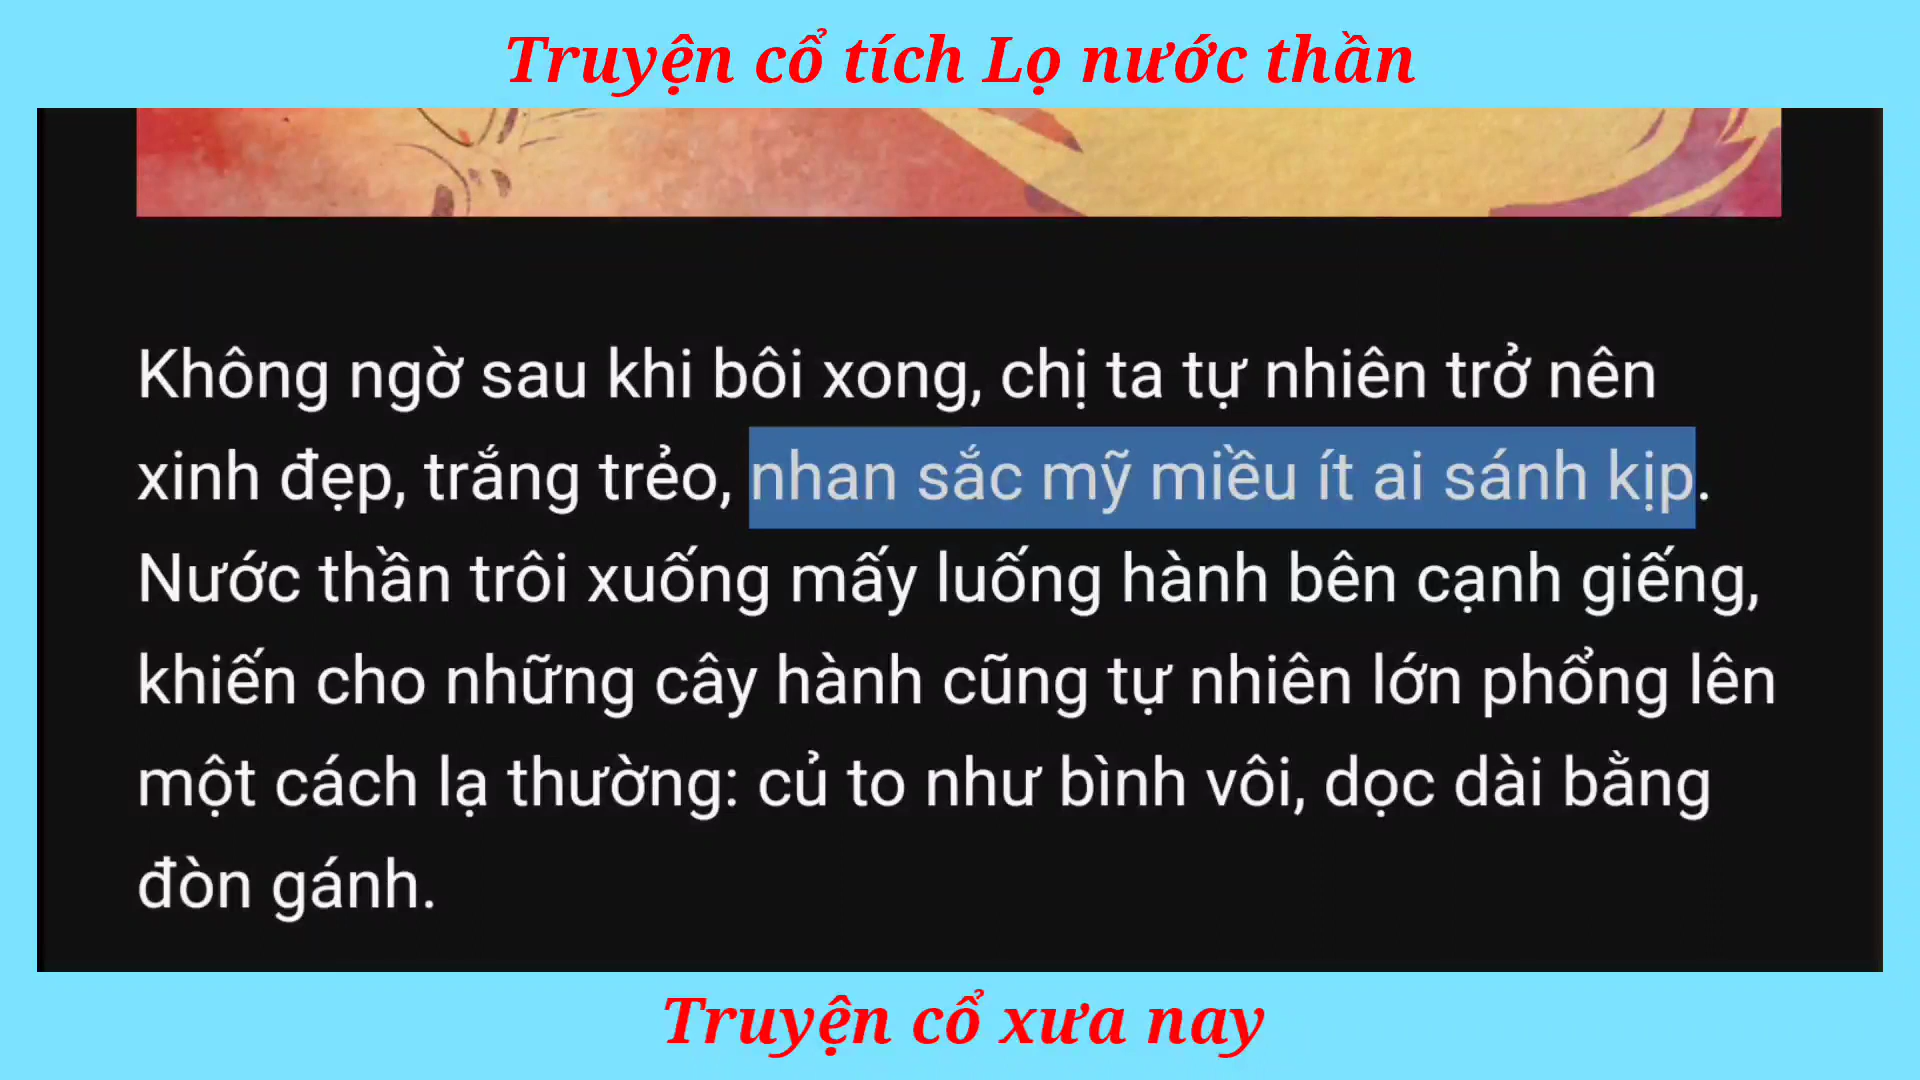 Truyện cổ tích Lọ nước thần
Không ngờ sau khi bôi xong, chị ta tự nhiên trở nên
xinh đẹp, trắng trẻo, nhan sắc mỹ miều ít ai sánh kịp.
Nước thần trôi xuống mấy luống hành bên cạnh giếng,
khiến cho những cây hành cũng tự nhiên lớn phổng lên
một cách lạ thường: củ to như bình vôi, dọc dài bằng
đòn gánh.
Truyện cổ xưa nay